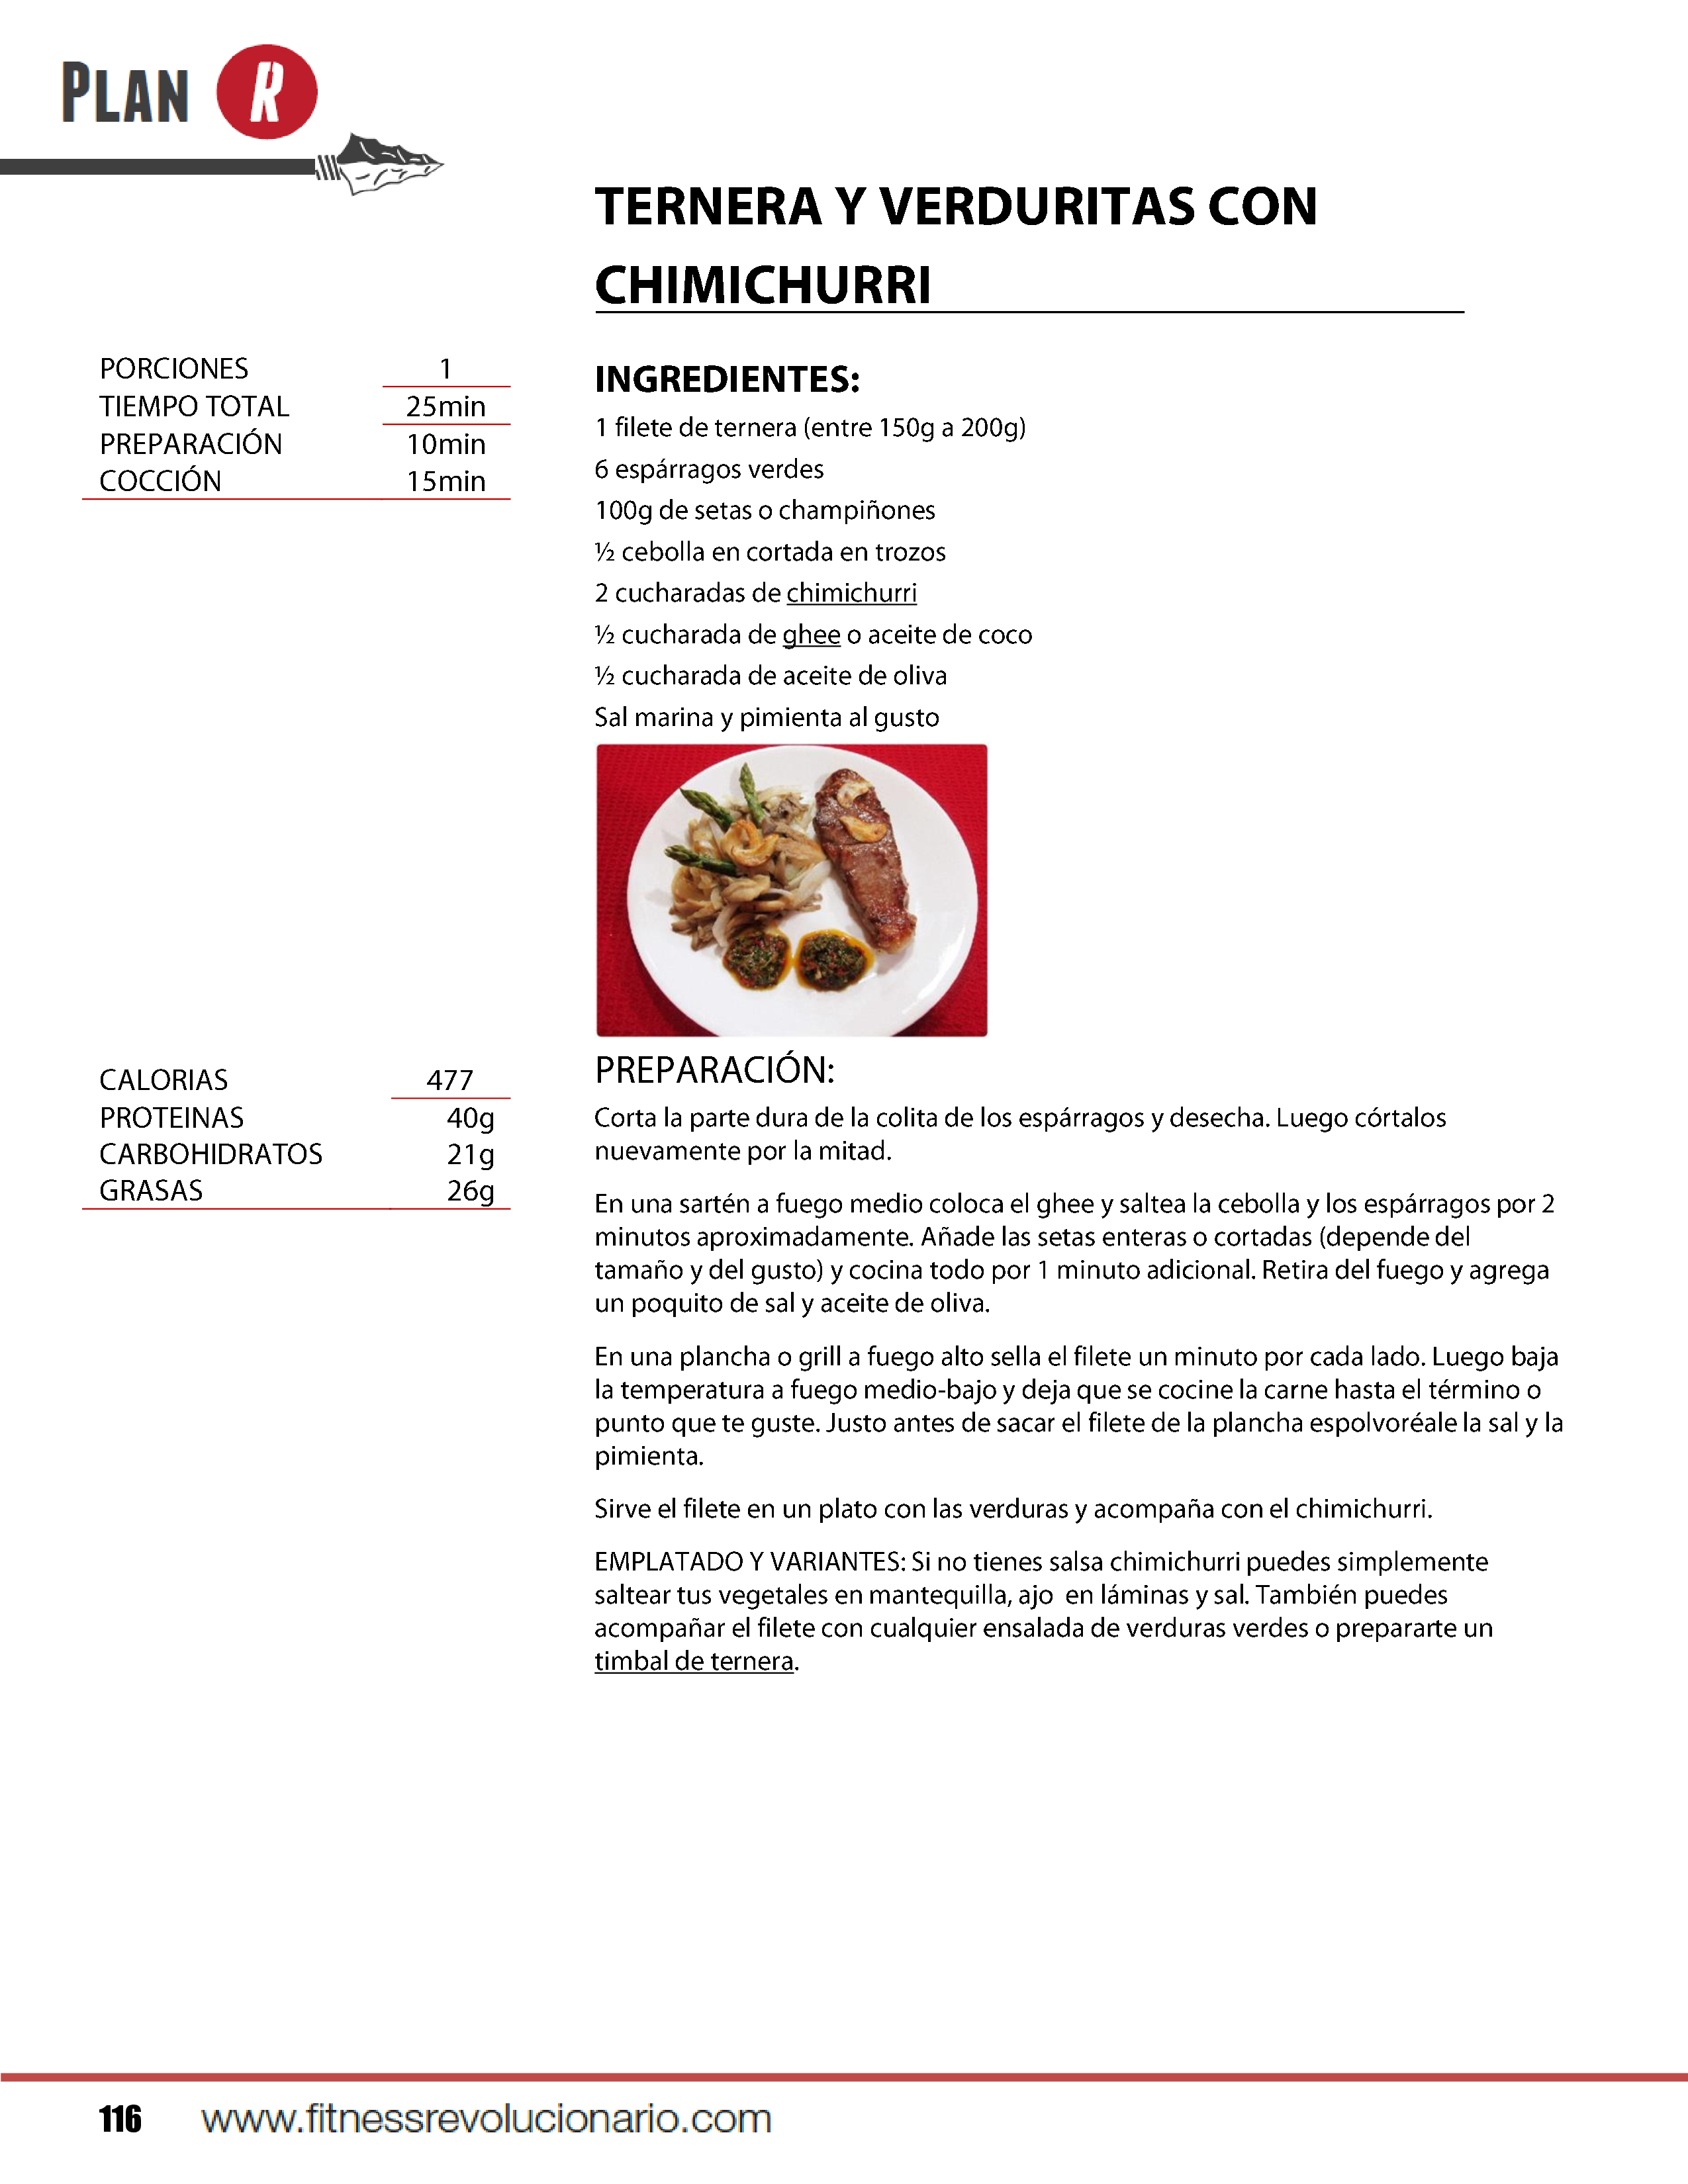 PLAN R
TERNERA Y VERDURITAS CON
CHIMICHURRI
PORCIONES 1
TIEMPO TOTAL 25min
PREPARACIÓN 10min
COCCIÓN 15min
INGREDIENTES:
1 filete de ternera (entre 150g a 200g)
6 espárragos verdes
100g de setas o champiñones
½ cebolla en cortada en trozos
2 cucharadas de chimichurri
½ cucharada de ghee o aceite de coco
½ cucharada de aceite de oliva
Sal marina y pimienta al gusto
CALORIAS 477
PROTEINAS 40g
CARBOHIDRATOS 21g
GRASAS 26g
PREPARACIÓN:
Corta la parte dura de la colita de los espárragos y desecha. Luego córtalos
nuevamente por la mitad.
En una sartén a fuego medio coloca el ghee y saltea la cebolla y los espárragos por 2
minutos aproximadamente. Añade las setas enteras o cortadas (depende del
tamaño y del gusto) y cocina todo por 1 minuto adicional. Retira del fuego y agrega
un poquito de sal y aceite de oliva.
En una plancha o grill a fuego alto sella el filete un minuto por cada lado. Luego baja
la temperatura a fuego medio-bajo y deja que se cocine la carne hasta el término o
punto que te guste. Justo antes de sacar el filete de la plancha espolvoréale la sal y la
pimienta.
Sirve el filete en un plato con las verduras y acompaña con el chimichurri.
EMPLATADO Y VARIANTES: Si no tienes salsa chimichurri puedes simplemente
saltear tus vegetales en mantequilla, ajo  en láminas y sal. También puedes
acompañar el filete con cualquier ensalada de verduras verdes o prepararte un
timbal de ternera.
116 www.fitnessrevolucionario.com